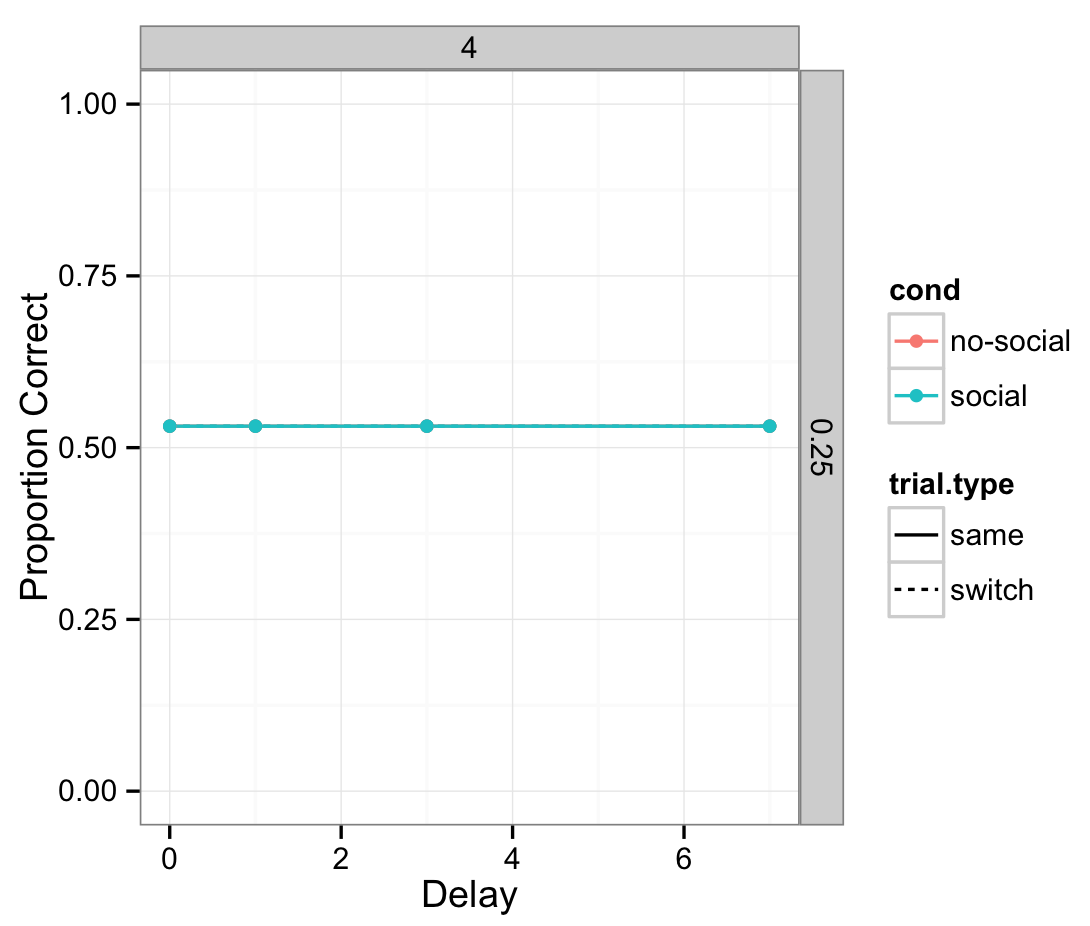 4
1.00
0.75
0.50
0.25
0.00
Proportion Correct
0 2 4 6
Delay
0.25
cond
no-social
social
trial.type
same
switch